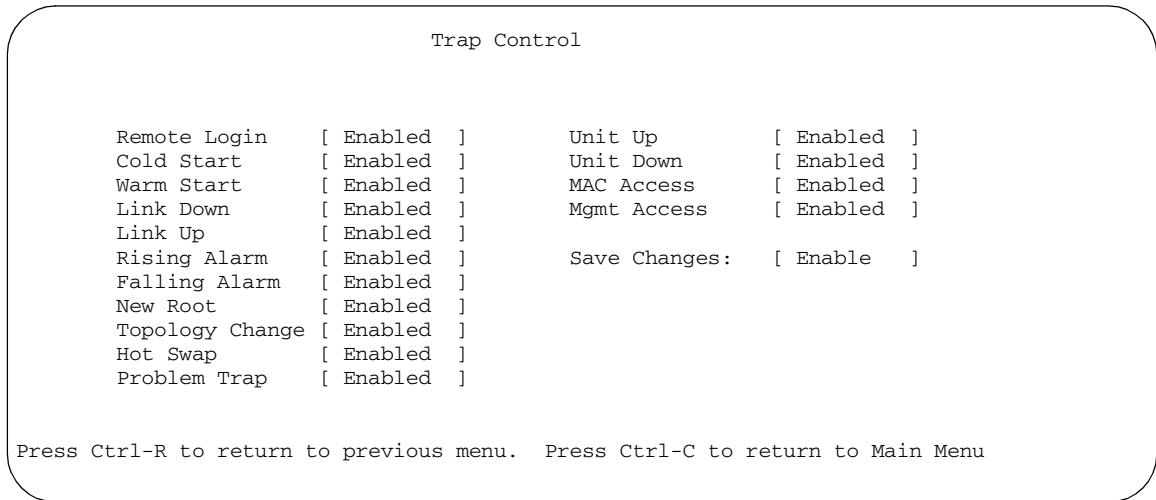 Trap Control
Remote Login [ Enabled ] Unit Up [ Enabled ]
Cold Start [ Enabled ] Unit Down [ Enabled ]
Warm Start [ Enabled ] MAC Access [ Enabled ]
Link Down [ Enabled ] Mgmt Access [ Enabled ]
Link Up [ Enabled ]
Rising Alarm [ Enabled ] Save Changes: [ Enable ]
Falling Alarm [ Enabled ]
New Root [ Enabled ]
Topology Change [ Enabled ]
Hot Swap [ Enabled ]
Problem Trap [ Enabled ]
Press Ctrl-R to return to previous menu. Press Ctrl-C to return to Main Menu